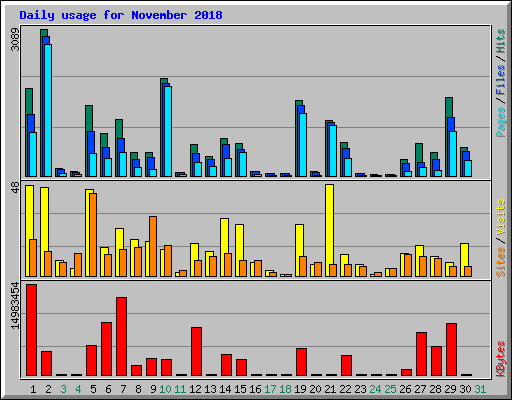 Daily usage for November 2018
3089
Pages / Files / Hits
48
Sites / Visits
14983454
KBytes
1 2 3 4 5 6 7 8 9 10 11 12 13 14 15 16 17 18 19 20 21 22 23 24 25 26 27 28 29 30 31